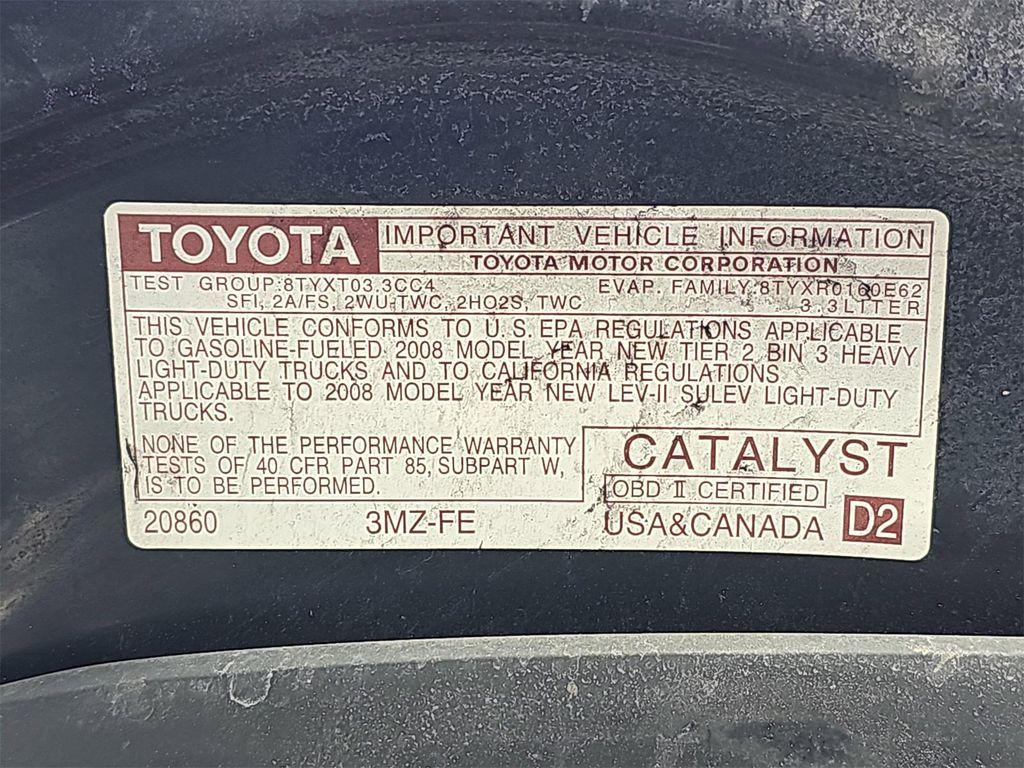 TOYOTA
IMPORTANT VEHICLE INFORMATION
TOYOTA MOTOR CORPORATION
TEST GROUP:8TYXT03.3CC4 EVAP. FAMILY:8TYXR0160E62
SFI, 2A/FS, 2WU-TWC, 2HO2S, TWC 3.3LITER
THIS VEHICLE CONFORMS TO U.S.EPA REGULATIONS APPLICABLE
TO GASOLINE-FUELED 2008 MODEL YEAR NEW TIER 2 BIN 3 HEAVY
LIGHT-DUTY TRUCKS AND TO CALIFORNIA REGULATIONS
APPLICABLE TO 2008 MODEL YEAR NEW LEV-II SULEV LIGHT-DUTY
TRUCKS.
NONE OF THE PERFORMANCE WARRANTY
TESTS OF 40 CFR PART 85, SUBPART W,
IS TO BE PERFORMED.
CATALYST
OBD II CERTIFIED
20860 3MZ-FE USA&CANADA D2